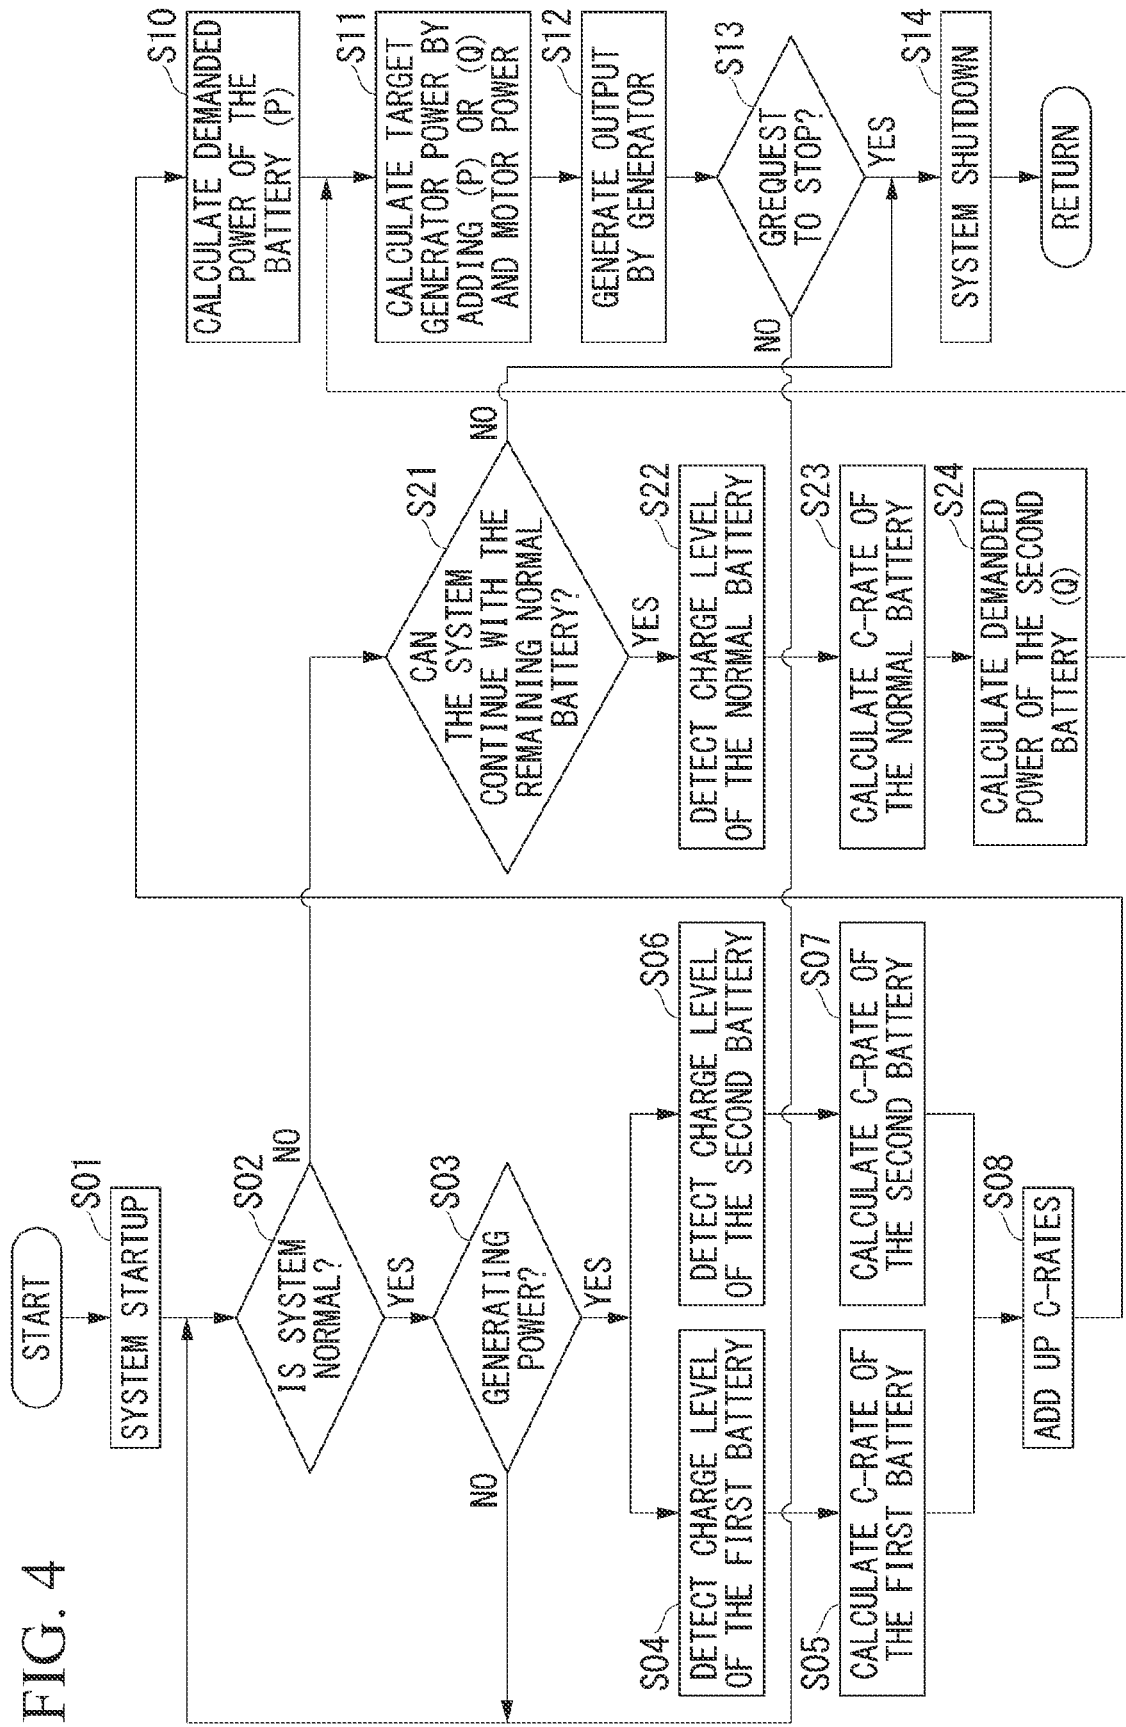 FIG. 4
START
S01
SYSTEM STARTUP
S02
IS SYSTEM
NORMAL?
NO
YES
S03
GENERATING
POWER?
NO
YES
S04
DETECT CHARGE LEVEL
OF THE FIRST BATTERY
S05
CALCULATE C-RATE OF
THE FIRST BATTERY
S06
DETECT CHARGE LEVEL
OF THE SECOND BATTERY
S07
CALCULATE C-RATE OF
THE SECOND BATTERY
S08
ADD UP C-RATES
S21
CAN
THE SYSTEM
CONTINUE WITH THE
REMAINING NORMAL
BATTERY?
NO
YES
S22
DETECT CHARGE LEVEL
OF THE NORMAL BATTERY
S23
CALCULATE C-RATE OF
THE NORMAL BATTERY
S24
CALCULATE DEMANDED
POWER OF THE SECOND
BATTERY (Q)
S10
CALCULATE DEMANDED
POWER OF THE
BATTERY (P)
S11
CALCULATE TARGET
GENERATOR POWER BY
ADDING (P) OR (Q)
AND MOTOR POWER
S12
GENERATE OUTPUT
BY GENERATOR
S13
GREQUEST
TO STOP?
NO
YES
S14
SYSTEM SHUTDOWN
RETURN